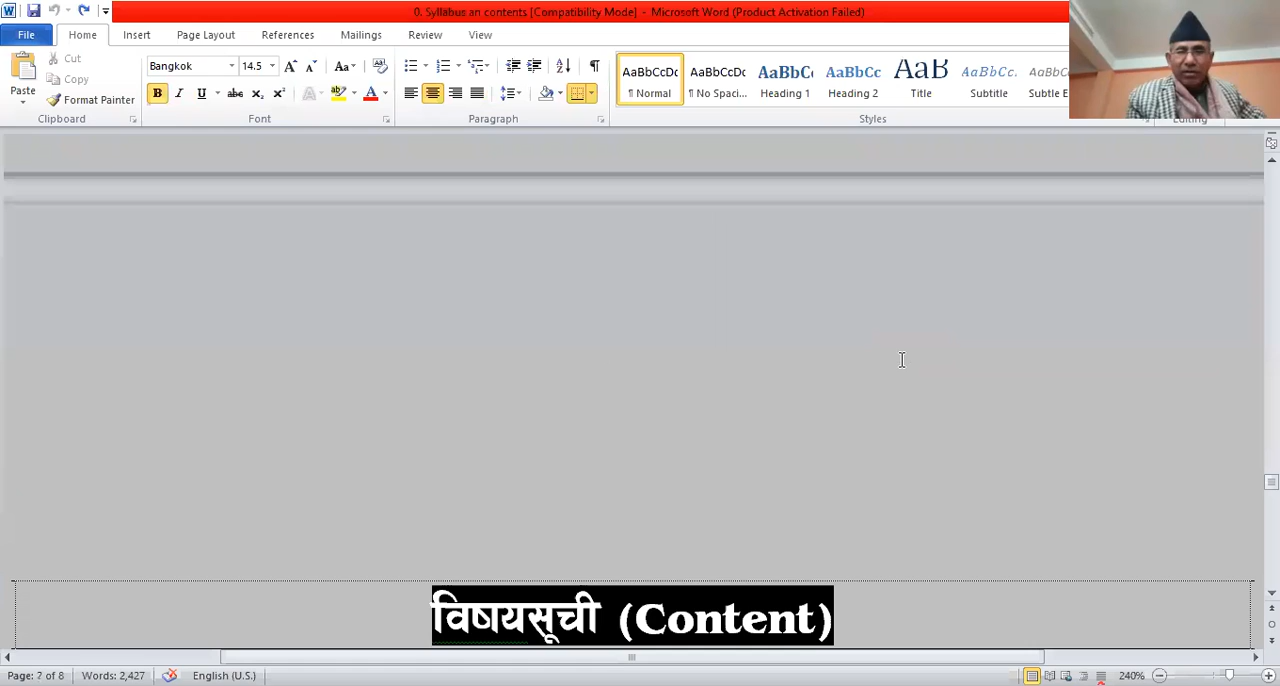 0. Syllabus an contents [Compatibility Mode] - Microsoft Word (Product Activation Failed)
File Home Insert Page Layout References Mailings Review View
Paste
Cut
Copy
Format Painter
Clipboard
Bangkok 14.5
Font
Paragraph
AaBbCcDc AaBbCcDc AaBbC AaBbCc AaB AaBbCc.
¶ Normal ¶ No Spaci... Heading 1 Heading 2 Title Subtitle Subtle E
Styles
विषयसूची (Content)
Page: 7 of 8 Words: 2,427 English (U.S.) 240%